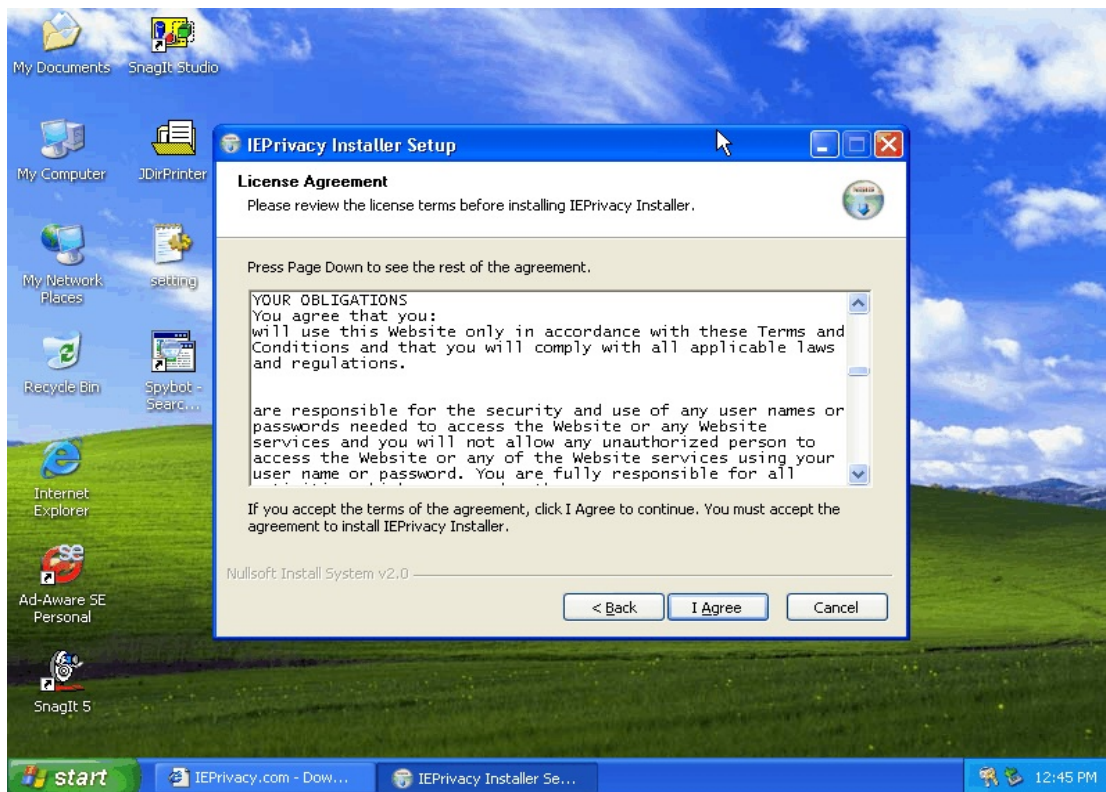 My Documents
SnagIt Studio
My Computer
JDirPrinter
My Network
Places
setting
Recycle Bin
Spybot -
Searc...
Internet
Explorer
Ad-Aware SE
Personal
SnagIt 5
IEPrivacy Installer Setup
License Agreement
Please review the license terms before installing IEPrivacy Installer.
Press Page Down to see the rest of the agreement.
YOUR OBLIGATIONS
You agree that you:
will use this Website only in accordance with these Terms and
Conditions and that you will comply with all applicable laws
and regulations.
are responsible for the security and use of any user names or
passwords needed to access the Website or any Website
services and you will not allow any unauthorized person to
access the Website or any of the Website services using your
user name or password. You are fully responsible for all
If you accept the terms of the agreement, click I Agree to continue. You must accept the
agreement to install IEPrivacy Installer.
Nullsoft Install System v2.0
< Back
I Agree
Cancel
start
IEPrivacy.com - Dow...
IEPrivacy Installer Se...
12:45 PM